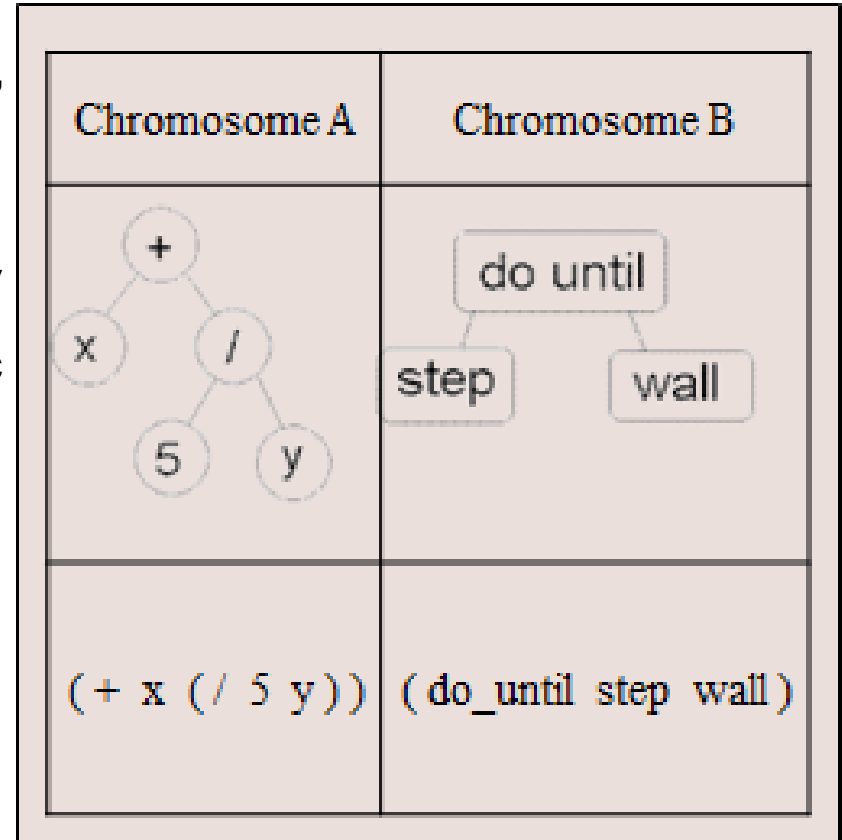 Chromosome A
Chromosome B
+
x
/
5
y
do until
step
wall
( + x ( / 5 y ) )
( do_until step wall )